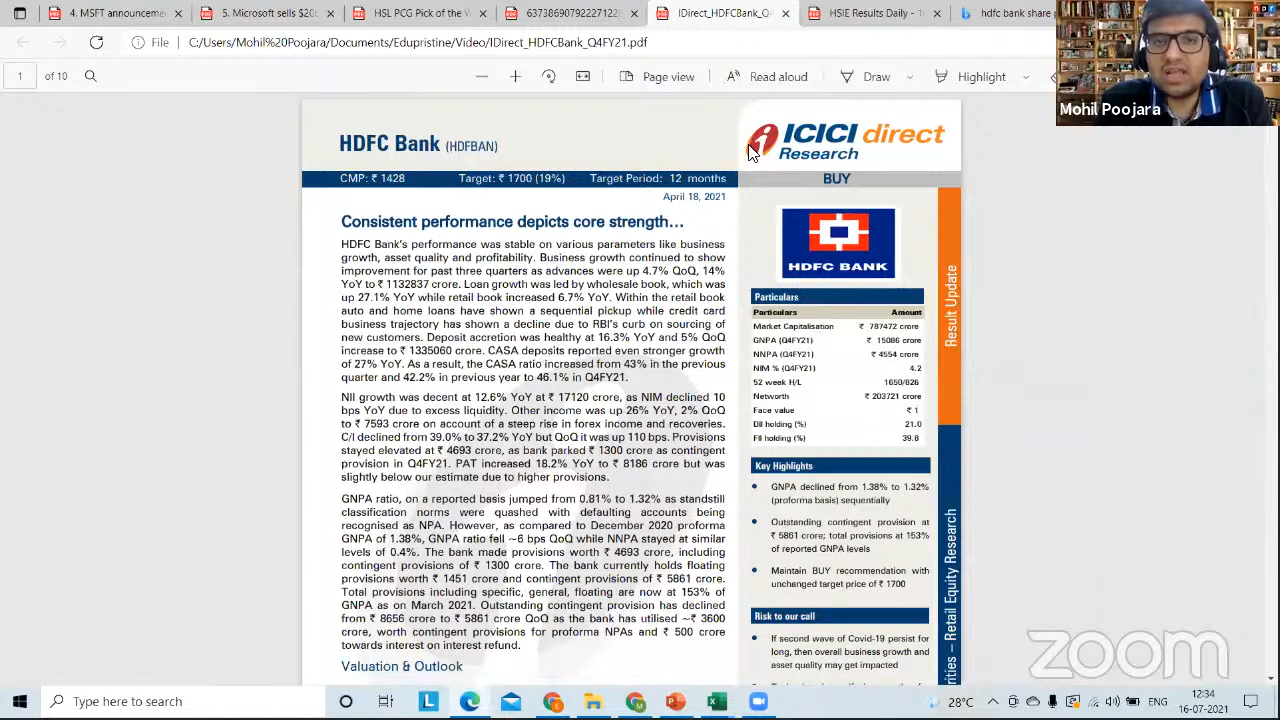 4. MST announcement
5. Microsoft sells $20
IDirect_HDFCBank_Q4
HSIE Results Daily - 1
hdfc bank share
File
C:/Users/Mohil%20Poojara/Documents/Edupristine/Video/IDirect_HDFCBank_Q4FY21.pdf
1
of 10
Page view
Read aloud
Draw
Highlight
npr
Mohil Poojara
HDFC Bank (HDFBAN)
ICICI direct
Research
CMP: ₹ 1428
Target: ₹ 1700 (19%)
Target Period: 12 months
BUY
April 18, 2021
Consistent performance depicts core strength…
HDFC Bank's performance was stable on various parameters like business
growth, asset quality and profitability. Business growth continued to show
improvement for past three quarters as advances were up 4.7% QoQ, 14%
YoY to ₹ 1132837 crore. Loan growth was led by wholesale book, which was
up 27.1% YoY while retail book increased 6.7% YoY. Within the retail book
auto and home loans have shown a sequential pickup while credit card
business trajectory has shown a decline due to RBI's curb on sourcing of
new customers. Deposit accretion was healthy at 16.3% YoY and 5% QoQ
increase to ₹ 1335060 crore. CASA deposits reported even stronger growth
of 27% YoY. As a result, the CASA ratio increased from 43% in the previous
quarter and 42.2% in previous year to 46.1% in Q4FY21.
NII growth was decent at 12.6% YoY at ₹ 17120 crore, as NIM declined 10
bps YoY due to excess liquidity. Other income was up 26% YoY, 2% QoQ
to ₹ 7593 crore on account of a steep rise in forex income and recoveries.
C/I declined from 39.0% to 37.2% YoY but QoQ it was up 110 bps. Provisions
stayed elevated at ₹ 4693 crore, as bank parked ₹ 1300 crore as contingent
provision in Q4FY21. PAT increased 18.2% YoY to ₹ 8186 crore but was
slightly below our estimate due to higher provisions.
GNPA ratio, on a reported basis jumped from 0.81% to 1.32% as standstill
classification norms were quashed with defaulting accounts being
recognised as NPA. However, as compared to December 2020 proforma
GNPA of 1.38%, GNPA ratio fell ~6 bps QoQ while NNPA stayed at similar
levels of 0.4%. The bank made provisions worth ₹ 4693 crore, including
contingent provisions of ₹ 1300 crore. The bank currently holds floating
provisions worth ₹ 1451 crore and contingent provisions of ₹ 5861 crore.
Total provisions including specific, general, floating are now at 153% of
GNPA as on March 2021. Outstanding contingent provision has declined
from ₹ 8656 crore to ₹ 5861 crore QoQ as the bank has utilised ~₹ 3600
crore, worth contingent provisions for proforma NPAs and ₹ 500 crore
towards interest on interest refund.
Valuation & Outlook
HDFC BANK
Particulars
Particulars Amount
Market Capitalisation ₹ 787472 crore
GNPA (Q4FY21) ₹ 15086 crore
NNPA (Q4FY21) ₹ 4554 crore
NIM % (Q4FY21) 4.2
52 week H/L 1650/826
Networth ₹ 203721 crore
Face value ₹ 1
DII holding (%) 21.0
FII holding (%) 39.8
Key Highlights
GNPA declined from 1.38% to 1.32%
(proforma basis) sequentially
Outstanding contingent provision at
₹ 5861 crore; total provisions at 153%
of reported GNPA levels
Maintain BUY recommendation with
unchanged target price of ₹ 1700
Risk to our call
If second wave of Covid-19 persist for
long, then overall business growth and
asset quality may get impacted
Result Update
rities – Retail Equity Research
zoom
Type here to search
28°C
12:34
16-07-2021